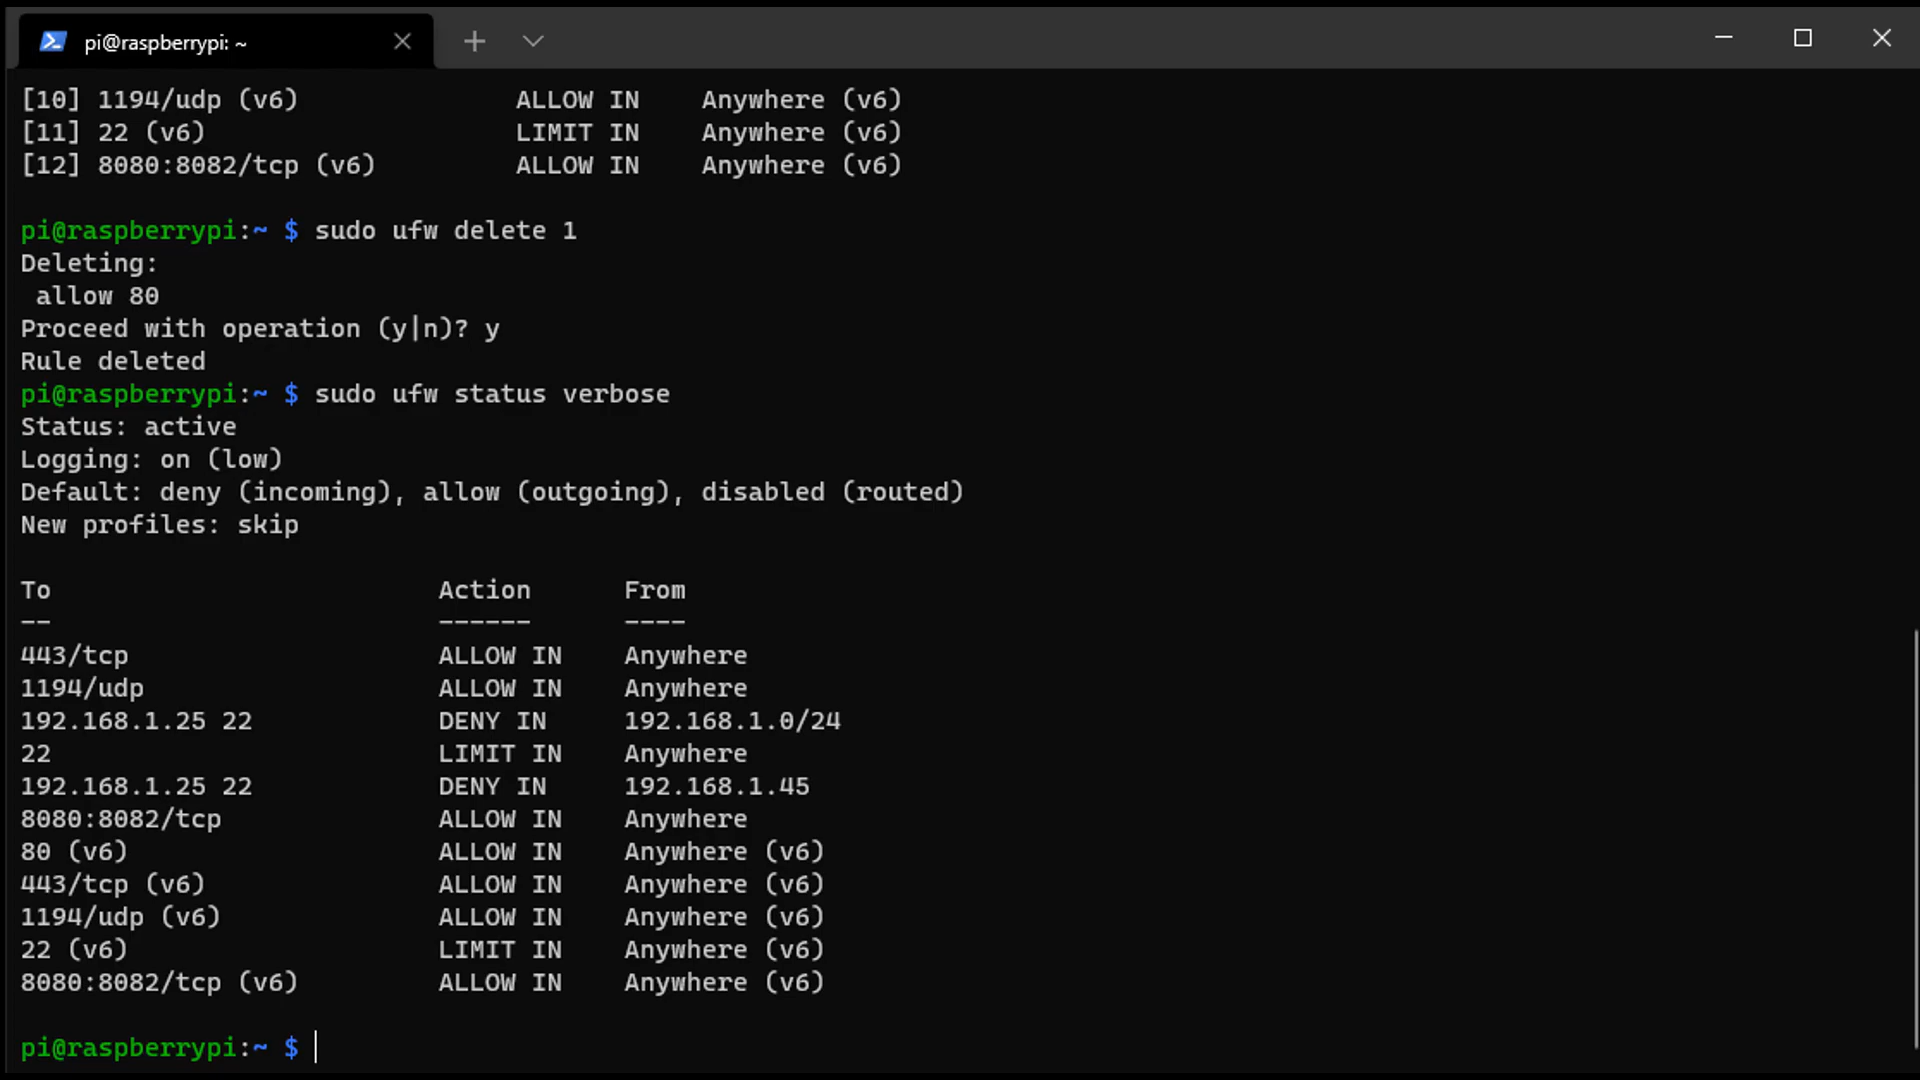 pi@raspberrypi: ~
[10] 1194/udp (v6)              ALLOW IN    Anywhere (v6)
[11] 22 (v6)                    LIMIT IN    Anywhere (v6)
[12] 8080:8082/tcp (v6)         ALLOW IN    Anywhere (v6)
pi@raspberrypi:~ $ sudo ufw delete 1
Deleting:
 allow 80
Proceed with operation (y|n)? y
Rule deleted
pi@raspberrypi:~ $ sudo ufw status verbose
Status: active
Logging: on (low)
Default: deny (incoming), allow (outgoing), disabled (routed)
New profiles: skip
To                         Action      From
--                         ------      ----
443/tcp                    ALLOW IN    Anywhere
1194/udp                   ALLOW IN    Anywhere
192.168.1.25 22            DENY IN     192.168.1.0/24
22                         LIMIT IN    Anywhere
192.168.1.25 22            DENY IN     192.168.1.45
8080:8082/tcp              ALLOW IN    Anywhere
80 (v6)                    ALLOW IN    Anywhere (v6)
443/tcp (v6)               ALLOW IN    Anywhere (v6)
1194/udp (v6)              ALLOW IN    Anywhere (v6)
22 (v6)                    LIMIT IN    Anywhere (v6)
8080:8082/tcp (v6)         ALLOW IN    Anywhere (v6)
pi@raspberrypi:~ $